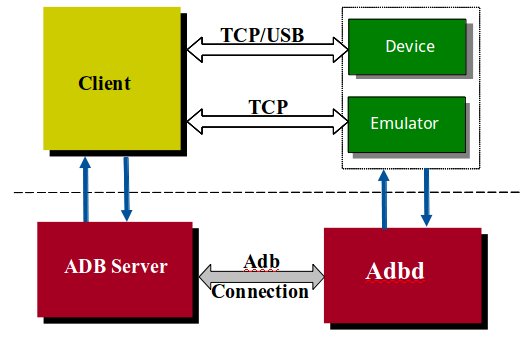 TCP/USB
Device
Client
TCP
Emulator
ADB Server
Adb
Connection
Adbd